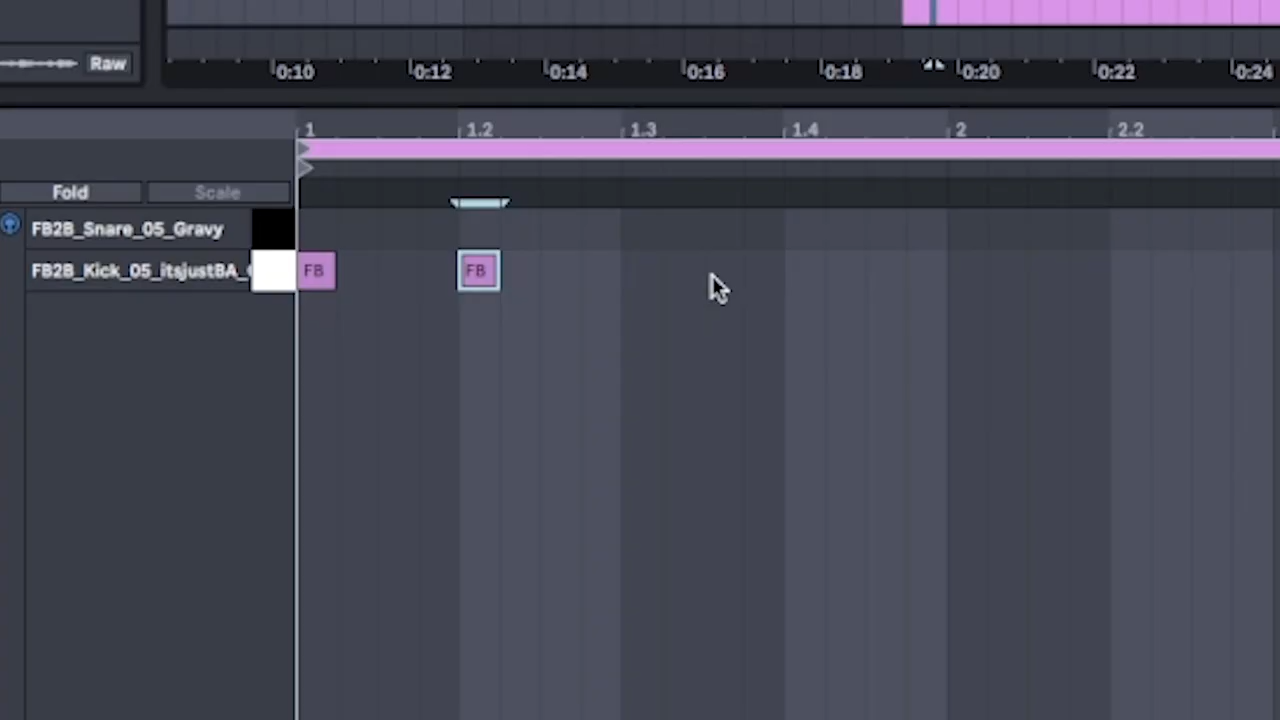 Raw
0:10 0:12 0:14 0:16 0:18 0:20 0:22 0:24
1 1.2 1.3 1.4 2 2.2
Fold Scale
FB2B_Snare_05_Gravy
FB2B_Kick_05_itsjustBA_ FB FB